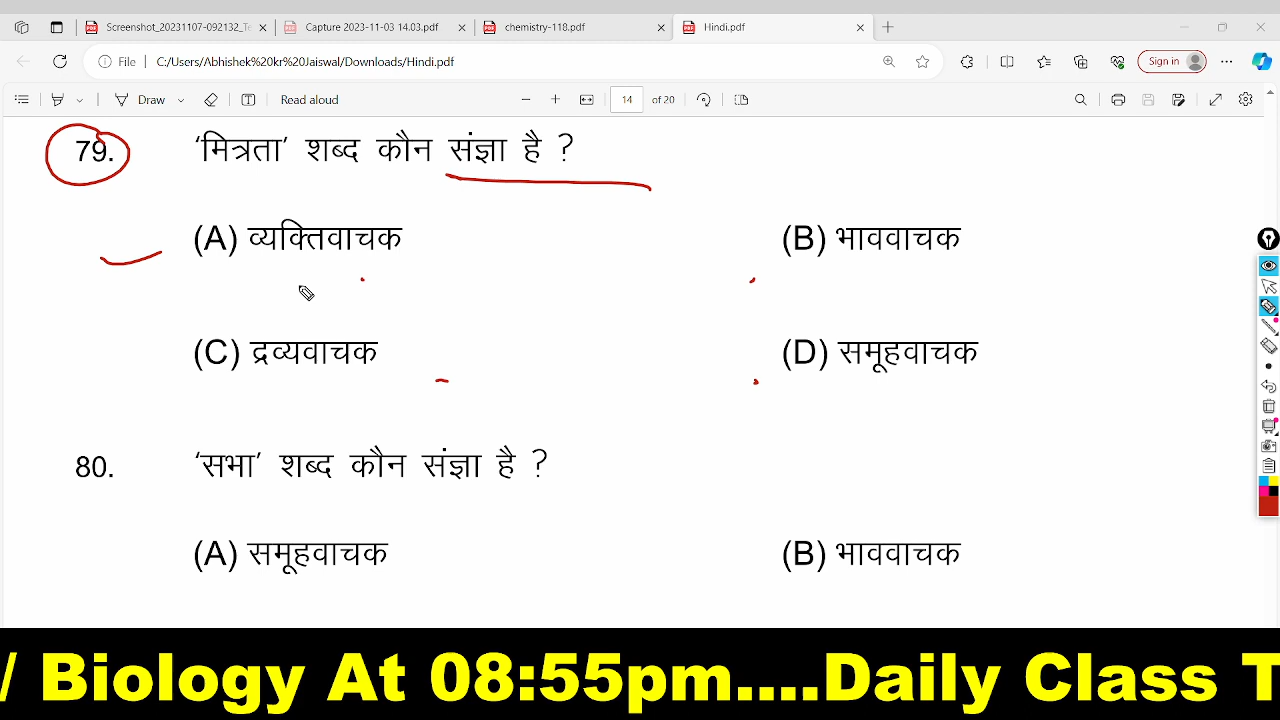 Screenshot_20231107-092132_Te
Capture 2023-11-03 14.03.pdf
chemistry-118.pdf
Hindi.pdf
File C:/Users/Abhishek%20kr%20Jaiswal/Downloads/Hindi.pdf
Sign in
Draw
Read aloud
14 of 20
79. 'मित्रता' शब्द कौन संज्ञा है ?
(A) व्यक्तिवाचक (B) भाववाचक
(C) द्रव्यवाचक (D) समूहवाचक
80. 'सभा' शब्द कौन संज्ञा है ?
(A) समूहवाचक (B) भाववाचक
/ Biology At 08:55pm....Daily Class T